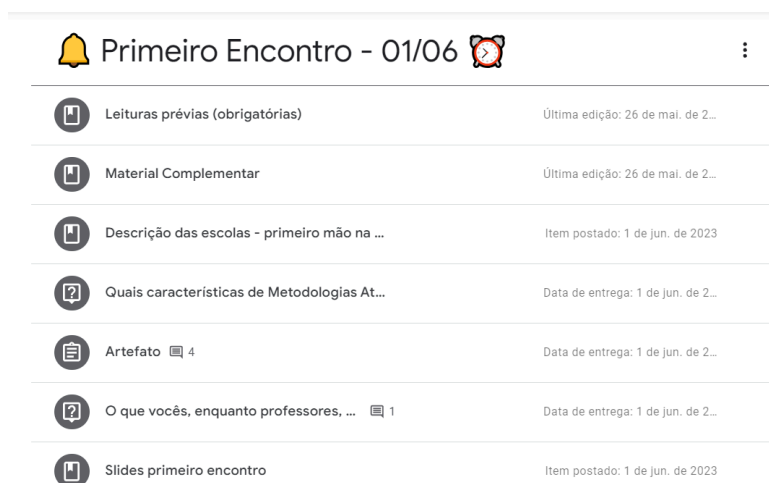 🔔 Primeiro Encontro - 01/06 ⏰
Leituras prévias (obrigatórias) Última edição: 26 de mai. de 2...
Material Complementar Última edição: 26 de mai. de 2...
Descrição das escolas - primeiro mão na ... Item postado: 1 de jun. de 2023
Quais características de Metodologias At... Data de entrega: 1 de jun. de 2...
Artefato 4 Data de entrega: 1 de jun. de 2...
O que vocês, enquanto professores, ... 1 Data de entrega: 1 de jun. de 2...
Slides primeiro encontro Item postado: 1 de jun. de 2023